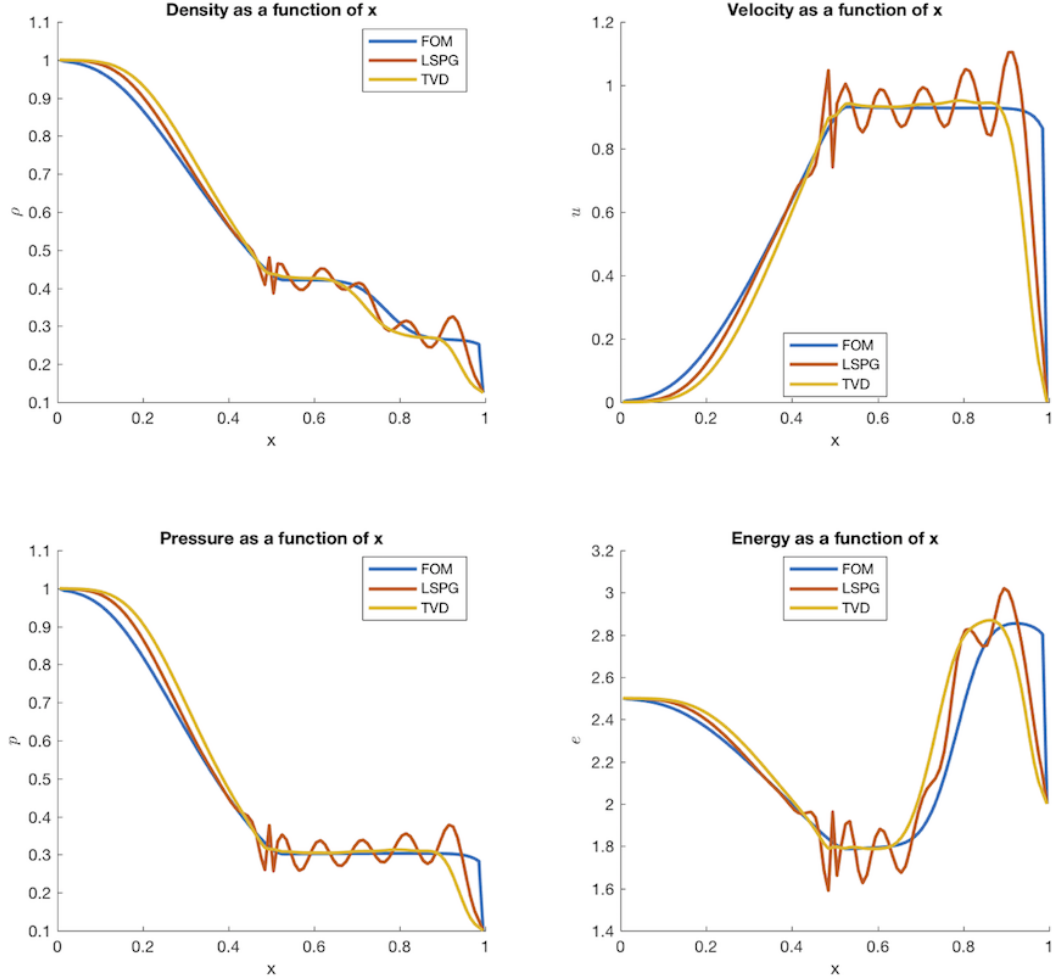 Density as a function of x
1.1
1
0.9
0.8
0.7
0.6
0.5
0.4
0.3
0.2
0.1
ρ
0
0.2
0.4
0.6
0.8
1
x
FOM
LSPG
TVD
Velocity as a function of x
1.2
1
0.8
0.6
0.4
0.2
0
u
0
0.2
0.4
0.6
0.8
1
x
FOM
LSPG
TVD
Pressure as a function of x
1.1
1
0.9
0.8
0.7
0.6
0.5
0.4
0.3
0.2
0.1
p
0
0.2
0.4
0.6
0.8
1
x
FOM
LSPG
TVD
Energy as a function of x
3.2
3
2.8
2.6
2.4
2.2
2
1.8
1.6
1.4
e
0
0.2
0.4
0.6
0.8
1
x
FOM
LSPG
TVD